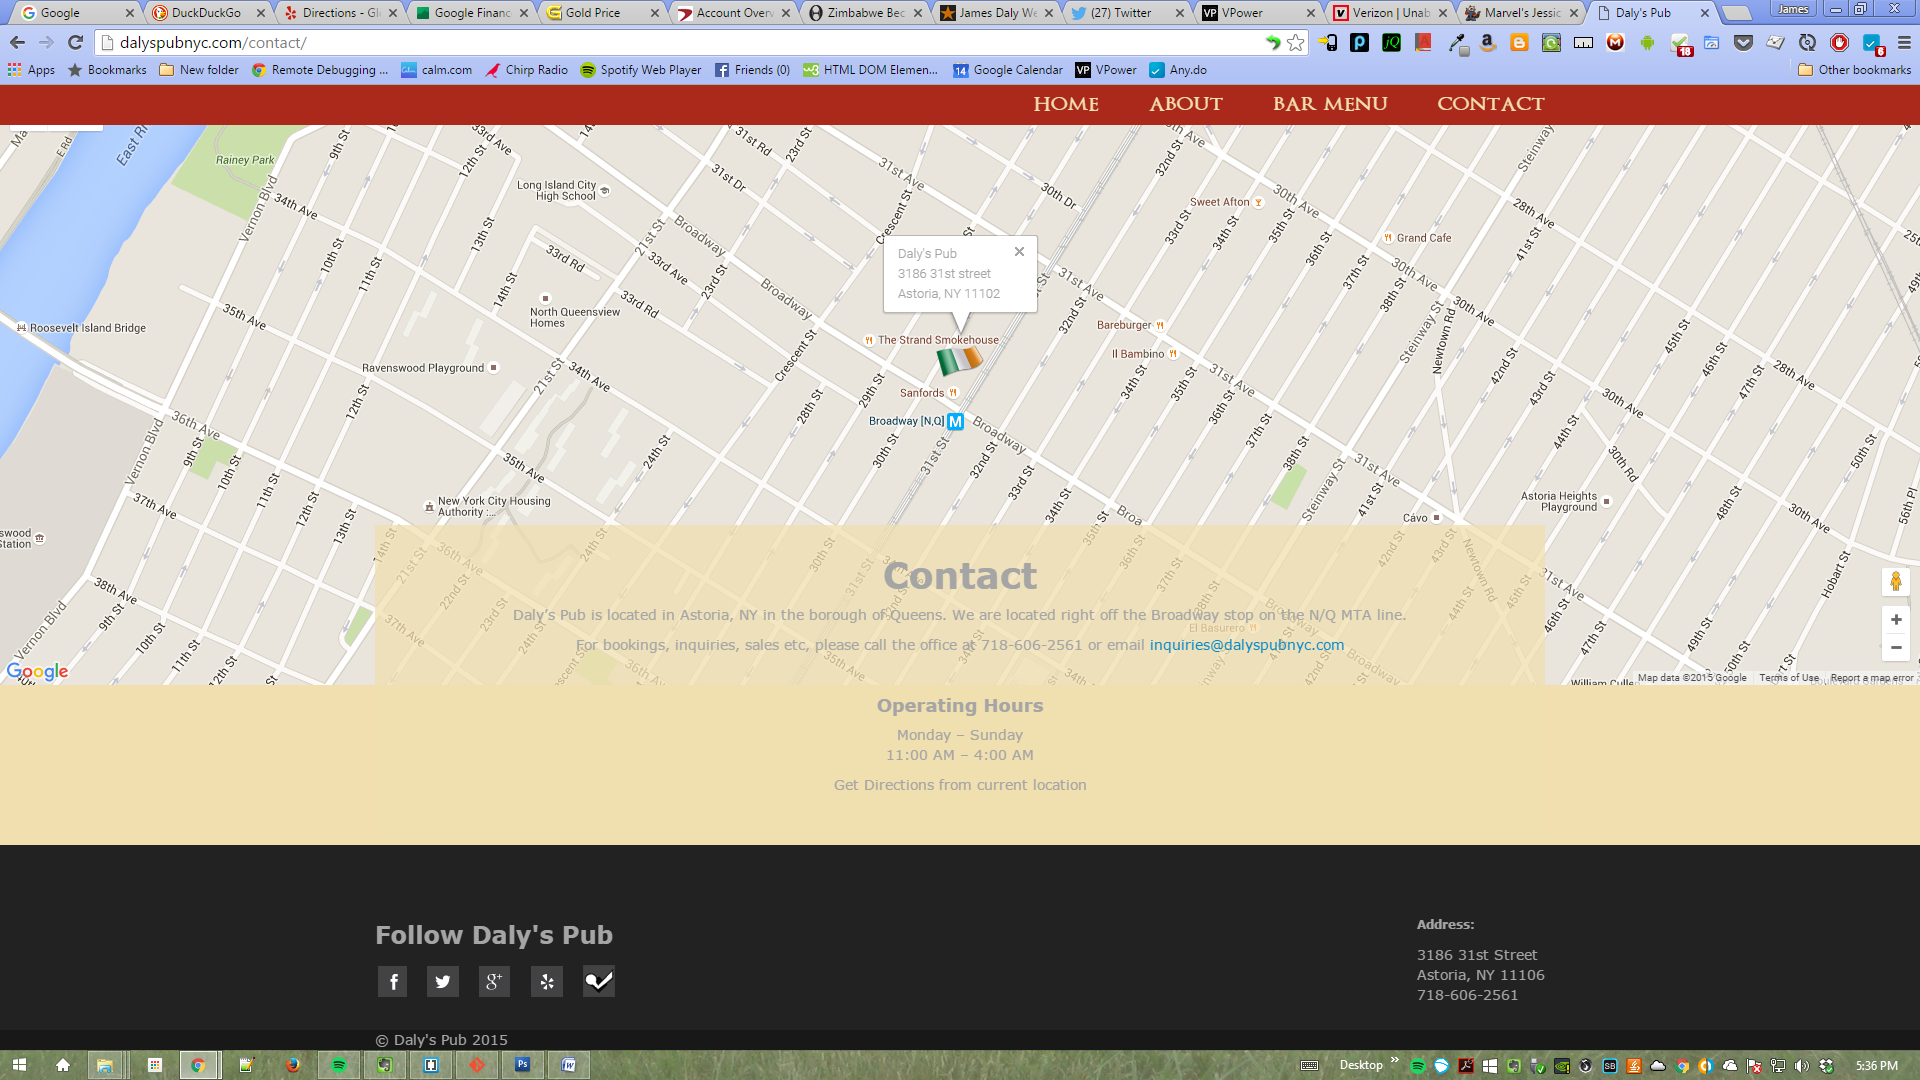 Google
DuckDuckGo
Directions - Gl
Google Financ
Gold Price
Account Overv
Zimbabwe Bec
James Daly We
(27) Twitter
VPower
Verizon | Unab
Marvel's Jessic
Daly's Pub
James
dalyspubnyc.com/contact/
Apps
Bookmarks
New folder
Remote Debugging ...
calm.com
Chirp Radio
Spotify Web Player
Friends (0)
HTML DOM Elemen...
Google Calendar
VPower
Any.do
Other bookmarks
HOME
ABOUT
BAR MENU
CONTACT
East Ri
E Rd
Rainey Park
Vernon Blvd
9th St
10th St
11th St
12th St
13th St
14th St
34th Ave
33rd Ave
33rd Rd
35th Ave
Long Island City
High School
31st Rd
31st Dr
23rd St
21st St
Broadway
Crescent St
31st Ave
30th Dr
32nd St
33rd St
34th St
35th St
36th St
37th St
38th St
Sweet Afton
30th Ave
Grand Cafe
28th Ave
41st St
Steinway St
Daly's Pub
3186 31st street
Astoria, NY 11102
Roosevelt Island Bridge
North Queensview
Homes
Ravenswood Playground
The Strand Smokehouse
Bareburger
Il Bambino
Sanfords
Broadway [N,Q]
M
Newtown Rd
42nd St
43rd St
44th St
45th St
46th St
47th St
48th St
49th St
50th St
30th Rd
36th Ave
37th Ave
38th Ave
24th St
28th St
29th St
30th St
31st St
New York City Housing
Authority :...
Astoria Heights
Playground
Cávo
56th Pl
Hobart St
swood
Station
El Basurero
William Culle
Google
Map data ©2015 Google
Terms of Use
Report a map error
Contact
Daly's Pub is located in Astoria, NY in the borough of Queens. We are located right off the Broadway stop on the N/Q MTA line.
For bookings, inquiries, sales etc, please call the office at 718-606-2561 or email inquiries@dalyspubnyc.com
Operating Hours
Monday – Sunday
11:00 AM – 4:00 AM
Get Directions from current location
Follow Daly's Pub
Address:
3186 31st Street
Astoria, NY 11106
718-606-2561
© Daly's Pub 2015
Desktop
5:36 PM